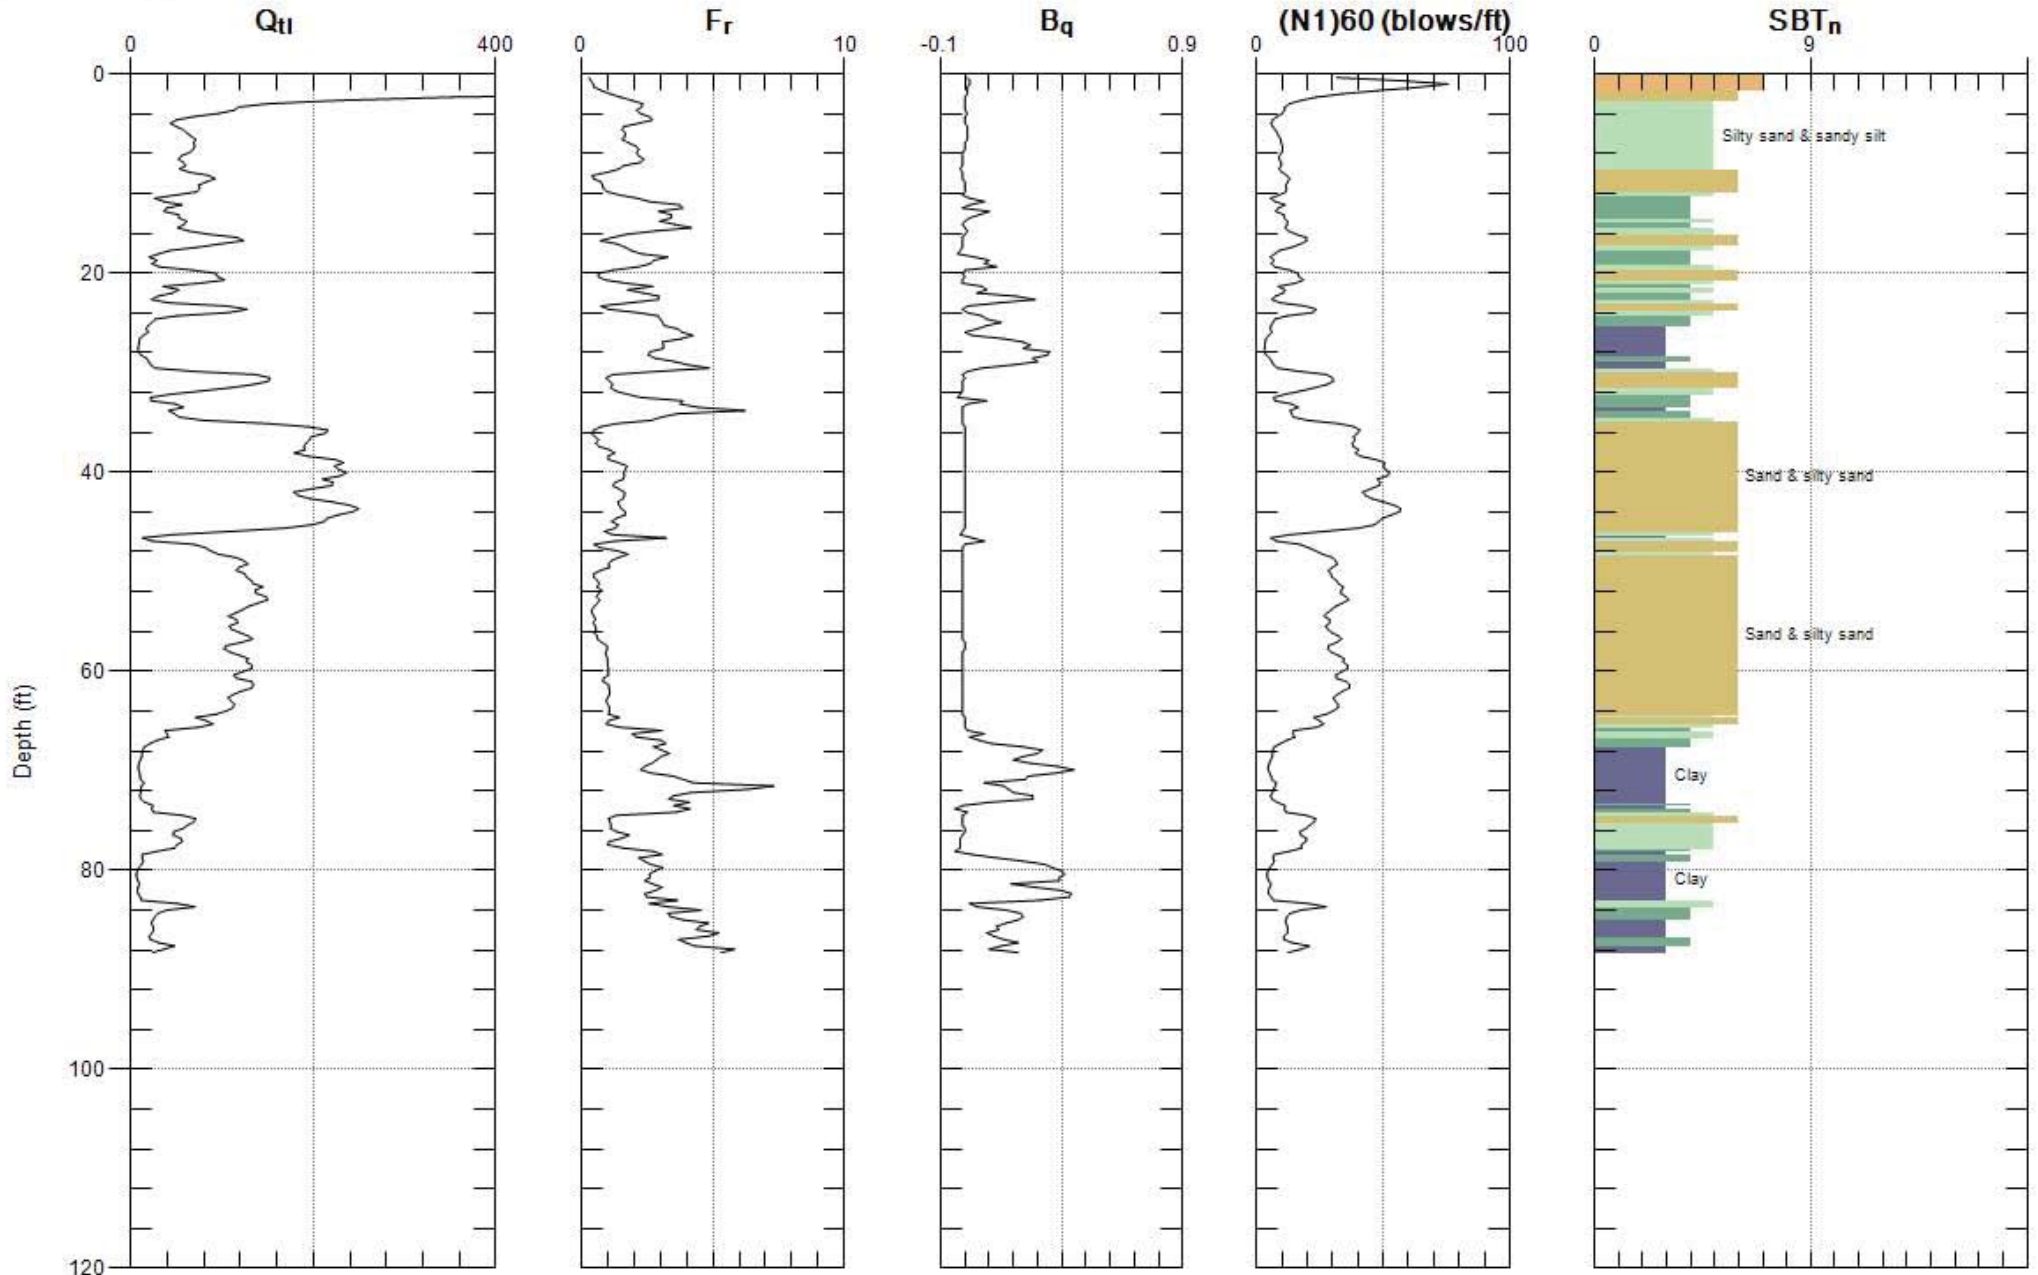 Qtl Fr Bq (N1)60 (blows/ft) SBTn
0 400 0 10 -0.1 0.9 0 100 0 9
0
Silty sand & sandy silt
20
40
Sand & silty sand
Sand & silty sand
60
Depth (ft)
Clay
80
Clay
100
120